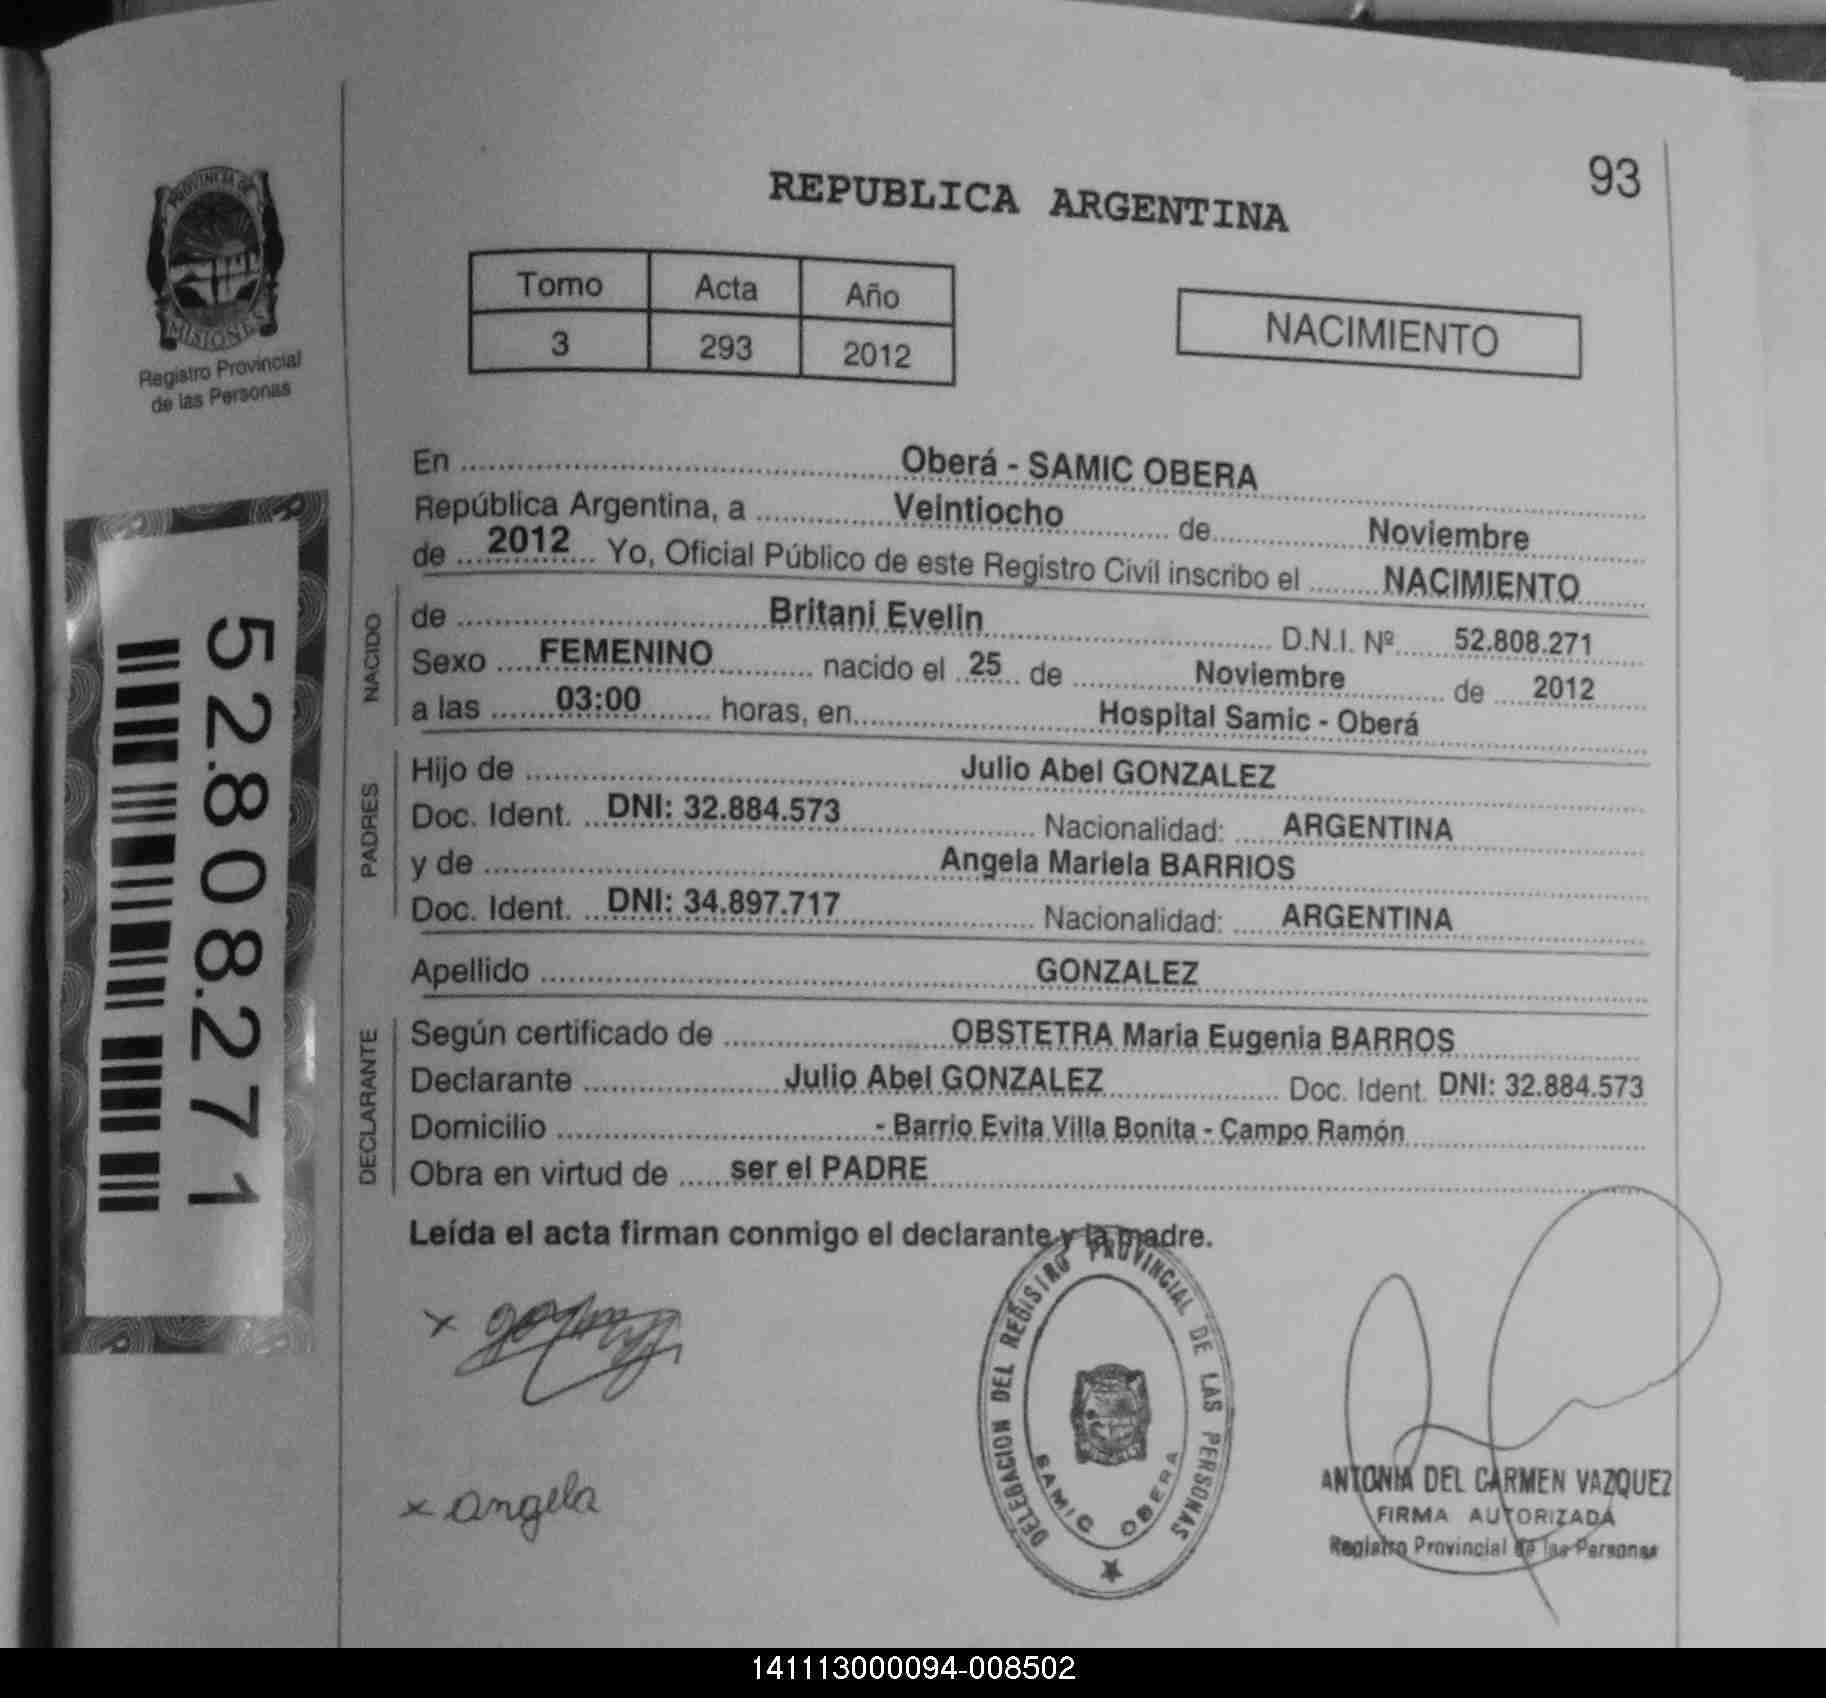 93
REPUBLICA ARGENTINA
PROVINCIA DE
MISIONES
Registro Provincial
de las Personas
Tomo Acta Año
3 293 2012
NACIMIENTO
En Oberá - SAMIC OBERA
República Argentina, a Veintiocho de Noviembre
de 2012 Yo, Oficial Público de este Registro Civil inscribo el NACIMIENTO
NACIDO
de Britani Evelin D.N.I. Nº 52.808.271
Sexo FEMENINO nacido el 25 de Noviembre de 2012
a las 03:00 horas, en Hospital Samic - Oberá
PADRES
Hijo de Julio Abel GONZALEZ
Doc. Ident. DNI: 32.884.573 Nacionalidad: ARGENTINA
y de Angela Mariela BARRIOS
Doc. Ident. DNI: 34.897.717 Nacionalidad: ARGENTINA
Apellido GONZALEZ
DECLARANTE
Según certificado de OBSTETRA Maria Eugenia BARROS
Declarante Julio Abel GONZALEZ Doc. Ident. DNI: 32.884.573
Domicilio - Barrio Evita Villa Bonita - Campo Ramón
Obra en virtud de ser el PADRE
Leída el acta firman conmigo el declarante y la madre.
52.808.271
x
x angela
DELEGACION DEL REGISTRO PROVINCIAL DE LAS PERSONAS
SAMIC OBERA
ANTONIA DEL CARMEN VAZQUEZ
FIRMA AUTORIZADA
Registro Provincial de las Personas
141113000094-008502